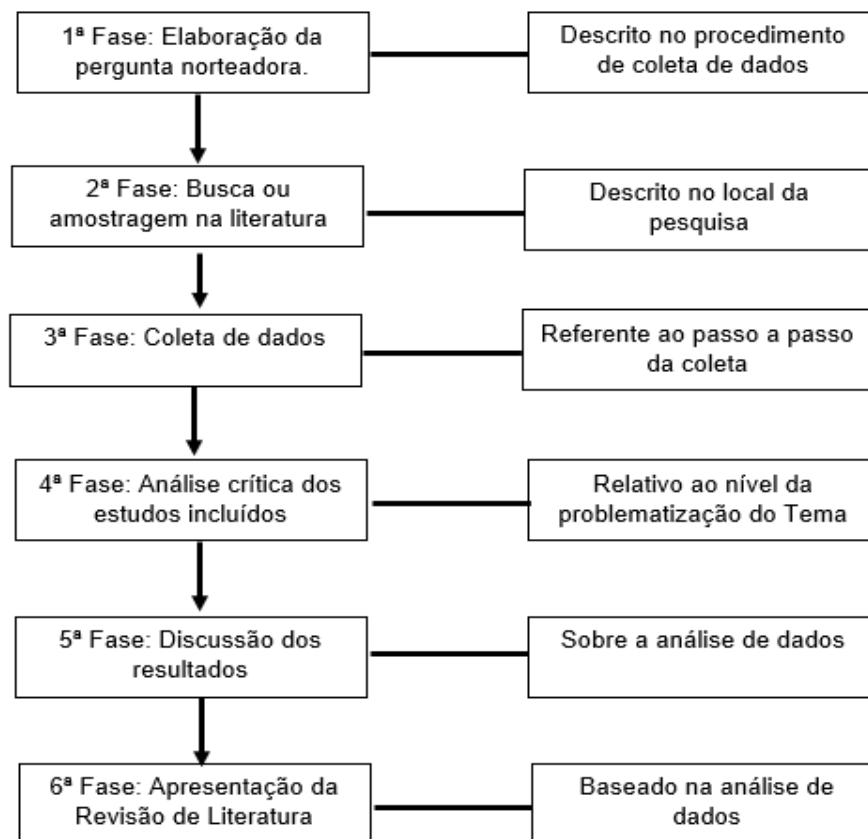 1ª Fase: Elaboração da
pergunta norteadora.
Descrito no procedimento
de coleta de dados
2ª Fase: Busca ou
amostragem na literatura
Descrito no local da
pesquisa
3ª Fase: Coleta de dados
Referente ao passo a passo
da coleta
4ª Fase: Análise crítica dos
estudos incluídos
Relativo ao nível da
problematização do Tema
5ª Fase: Discussão dos
resultados
Sobre a análise de dados
6ª Fase: Apresentação da
Revisão de Literatura
Baseado na análise de
dados